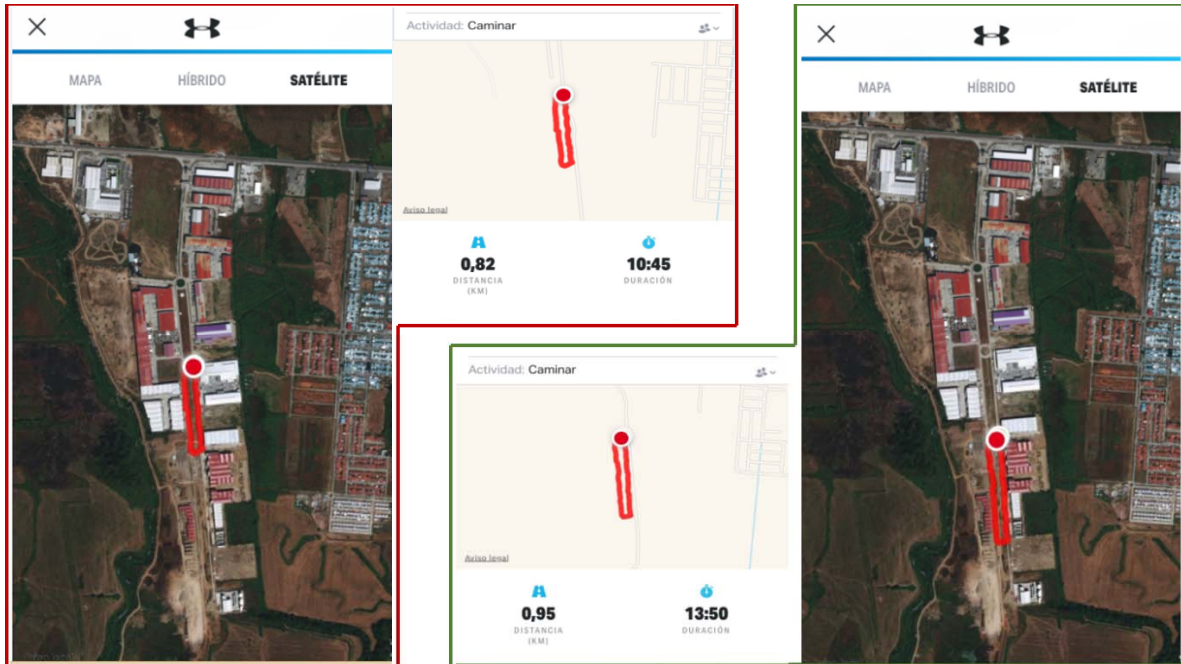 MAPA HÍBRIDO SATÉLITE
Actividad: Caminar
Aviso legal
0,82 10:45
DISTANCIA DURACIÓN
(KM)
Actividad: Caminar
Aviso legal
0,95 13:50
DISTANCIA DURACIÓN
(KM)
MAPA HÍBRIDO SATÉLITE